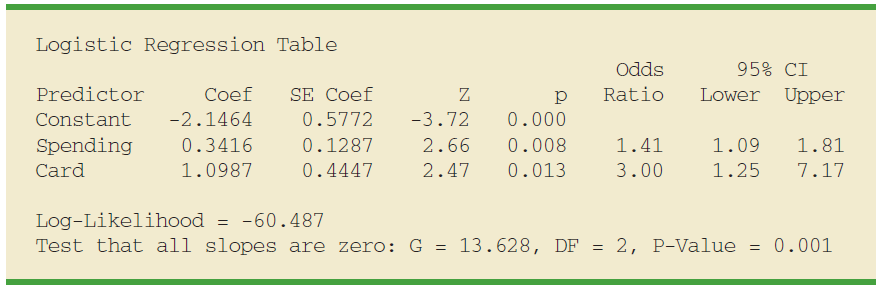 Logistic Regression Table
Odds 95% CI
Predictor Coef SE Coef Z p Ratio Lower Upper
Constant -2.1464 0.5772 -3.72 0.000
Spending 0.3416 0.1287 2.66 0.008 1.41 1.09 1.81
Card 1.0987 0.4447 2.47 0.013 3.00 1.25 7.17
Log-Likelihood = -60.487
Test that all slopes are zero: G = 13.628, DF = 2, P-Value = 0.001